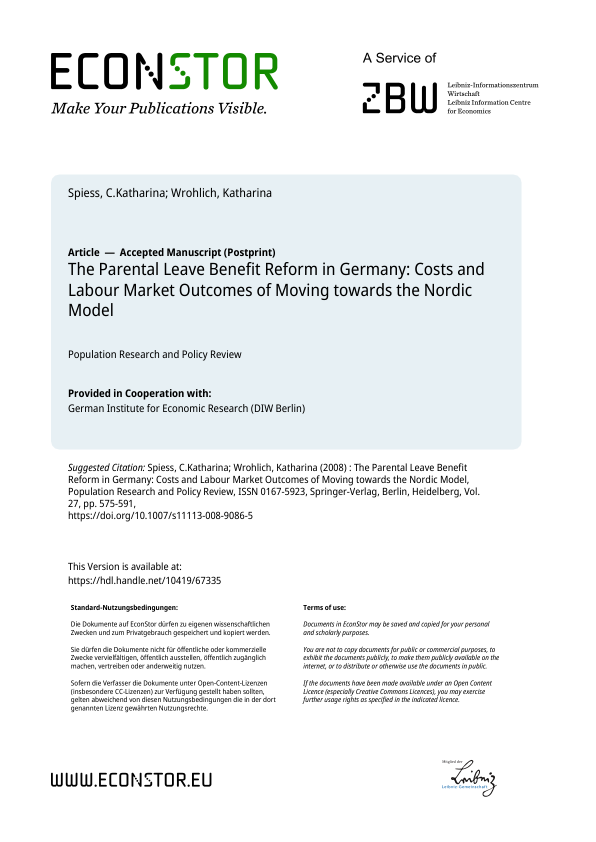 ECONSTOR
Make Your Publications Visible.
A Service of
ZBW
Leibniz-Informationszentrum
Wirtschaft
Leibniz Information Centre
for Economics
Spiess, C.Katharina; Wrohlich, Katharina
Article — Accepted Manuscript (Postprint)
The Parental Leave Benefit Reform in Germany: Costs and
Labour Market Outcomes of Moving towards the Nordic
Model
Population Research and Policy Review
Provided in Cooperation with:
German Institute for Economic Research (DIW Berlin)
Suggested Citation: Spiess, C.Katharina; Wrohlich, Katharina (2008) : The Parental Leave Benefit
Reform in Germany: Costs and Labour Market Outcomes of Moving towards the Nordic Model,
Population Research and Policy Review, ISSN 0167-5923, Springer-Verlag, Berlin, Heidelberg, Vol.
27, pp. 575-591,
https://doi.org/10.1007/s11113-008-9086-5
This Version is available at:
https://hdl.handle.net/10419/67335
Standard-Nutzungsbedingungen:
Die Dokumente auf EconStor dürfen zu eigenen wissenschaftlichen
Zwecken und zum Privatgebrauch gespeichert und kopiert werden.
Sie dürfen die Dokumente nicht für öffentliche oder kommerzielle
Zwecke vervielfältigen, öffentlich ausstellen, öffentlich zugänglich
machen, vertreiben oder anderweitig nutzen.
Sofern die Verfasser die Dokumente unter Open-Content-Lizenzen
(insbesondere CC-Lizenzen) zur Verfügung gestellt haben sollten,
gelten abweichend von diesen Nutzungsbedingungen die in der dort
genannten Lizenz gewährten Nutzungsrechte.
Terms of use:
Documents in EconStor may be saved and copied for your personal
and scholarly purposes.
You are not to copy documents for public or commercial purposes, to
exhibit the documents publicly, to make them publicly available on the
internet, or to distribute or otherwise use the documents in public.
If the documents have been made available under an Open Content
Licence (especially Creative Commons Licences), you may exercise
further usage rights as specified in the indicated licence.
WWW.ECONSTOR.EU
Mitglied der
Leibniz
Leibniz-Gemeinschaft